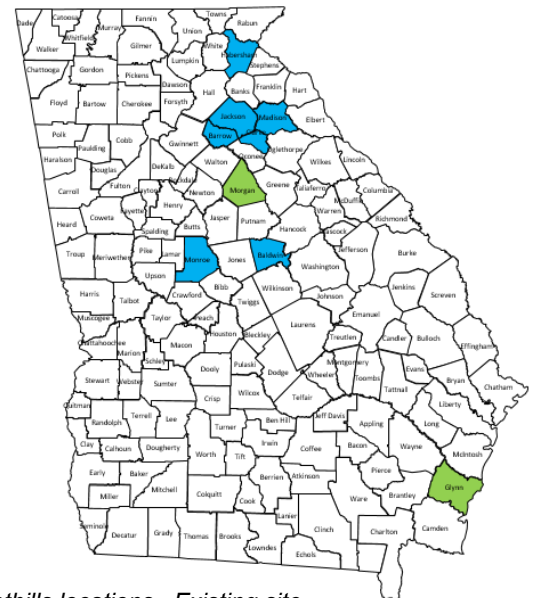 Dade
Catoosa
Whitfield
Murray
Fannin
Towns
Union
Rabun
Walker
Gilmer
White
Habersham
Lumpkin
Stephens
Chattooga
Gordon
Pickens
Dawson
Hall
Banks
Franklin
Hart
Floyd
Bartow
Cherokee
Forsyth
Jackson
Madison
Elbert
Polk
Paulding
Cobb
Gwinnett
Barrow
Haralson
Douglas
DeKalb
Walton
Oconee
Oglethorpe
Wilkes
Lincoln
Carroll
Fulton
Clayton
Rockdale
Newton
Morgan
Greene
Taliaferro
McDuffie
Columbia
Heard
Coweta
Fayette
Henry
Butts
Jasper
Putnam
Hancock
Warren
Richmond
Spalding
Troup
Meriwether
Pike
Lamar
Monroe
Jones
Baldwin
Washington
Jefferson
Burke
Upson
Harris
Talbot
Crawford
Bibb
Twiggs
Wilkinson
Johnson
Jenkins
Screven
Muscogee
Taylor
Peach
Houston
Bleckley
Laurens
Emanuel
Chattahoochee
Marion
Schley
Macon
Treutlen
Candler
Bulloch
Effingham
Stewart
Webster
Sumter
Dooly
Pulaski
Dodge
Wheeler
Montgomery
Toombs
Tattnall
Evans
Bryan
Chatham
Quitman
Randolph
Terrell
Lee
Crisp
Wilcox
Telfair
Liberty
Clay
Calhoun
Dougherty
Turner
Ben Hill
Jeff Davis
Appling
Long
Worth
Tift
Irwin
Coffee
Bacon
Wayne
McIntosh
Early
Baker
Mitchell
Berrien
Atkinson
Pierce
Miller
Colquitt
Cook
Ware
Brantley
Glynn
Seminole
Decatur
Grady
Thomas
Brooks
Lowndes
Lanier
Clinch
Echols
Charlton
Camden
thills locations. Existing site